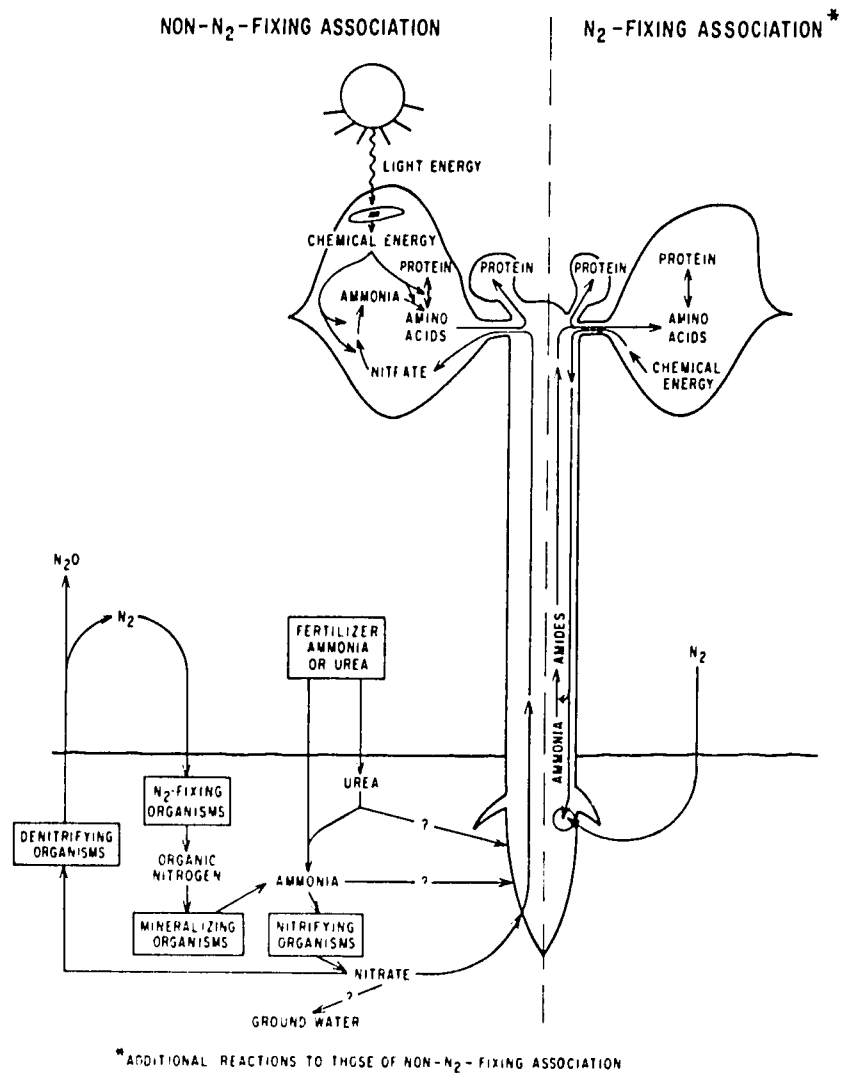 NON-N₂-FIXING ASSOCIATION
N₂-FIXING ASSOCIATION*
LIGHT ENERGY
CHEMICAL ENERGY
PROTEIN
AMMONIA
AMINO
ACIDS
NITRATE
PROTEIN
PROTEIN
PROTEIN
AMINO
ACIDS
CHEMICAL
ENERGY
N₂O
N₂
FERTILIZER
AMMONIA
OR UREA
AMIDES
AMMONIA
N₂
UREA
?
N₂-FIXING
ORGANISMS
DENITRIFYING
ORGANISMS
ORGANIC
NITROGEN
AMMONIA
?
MINERALIZING
ORGANISMS
NITRIFYING
ORGANISMS
NITRATE
?
GROUND WATER
*ADDITIONAL REACTIONS TO THOSE OF NON-N₂-FIXING ASSOCIATION